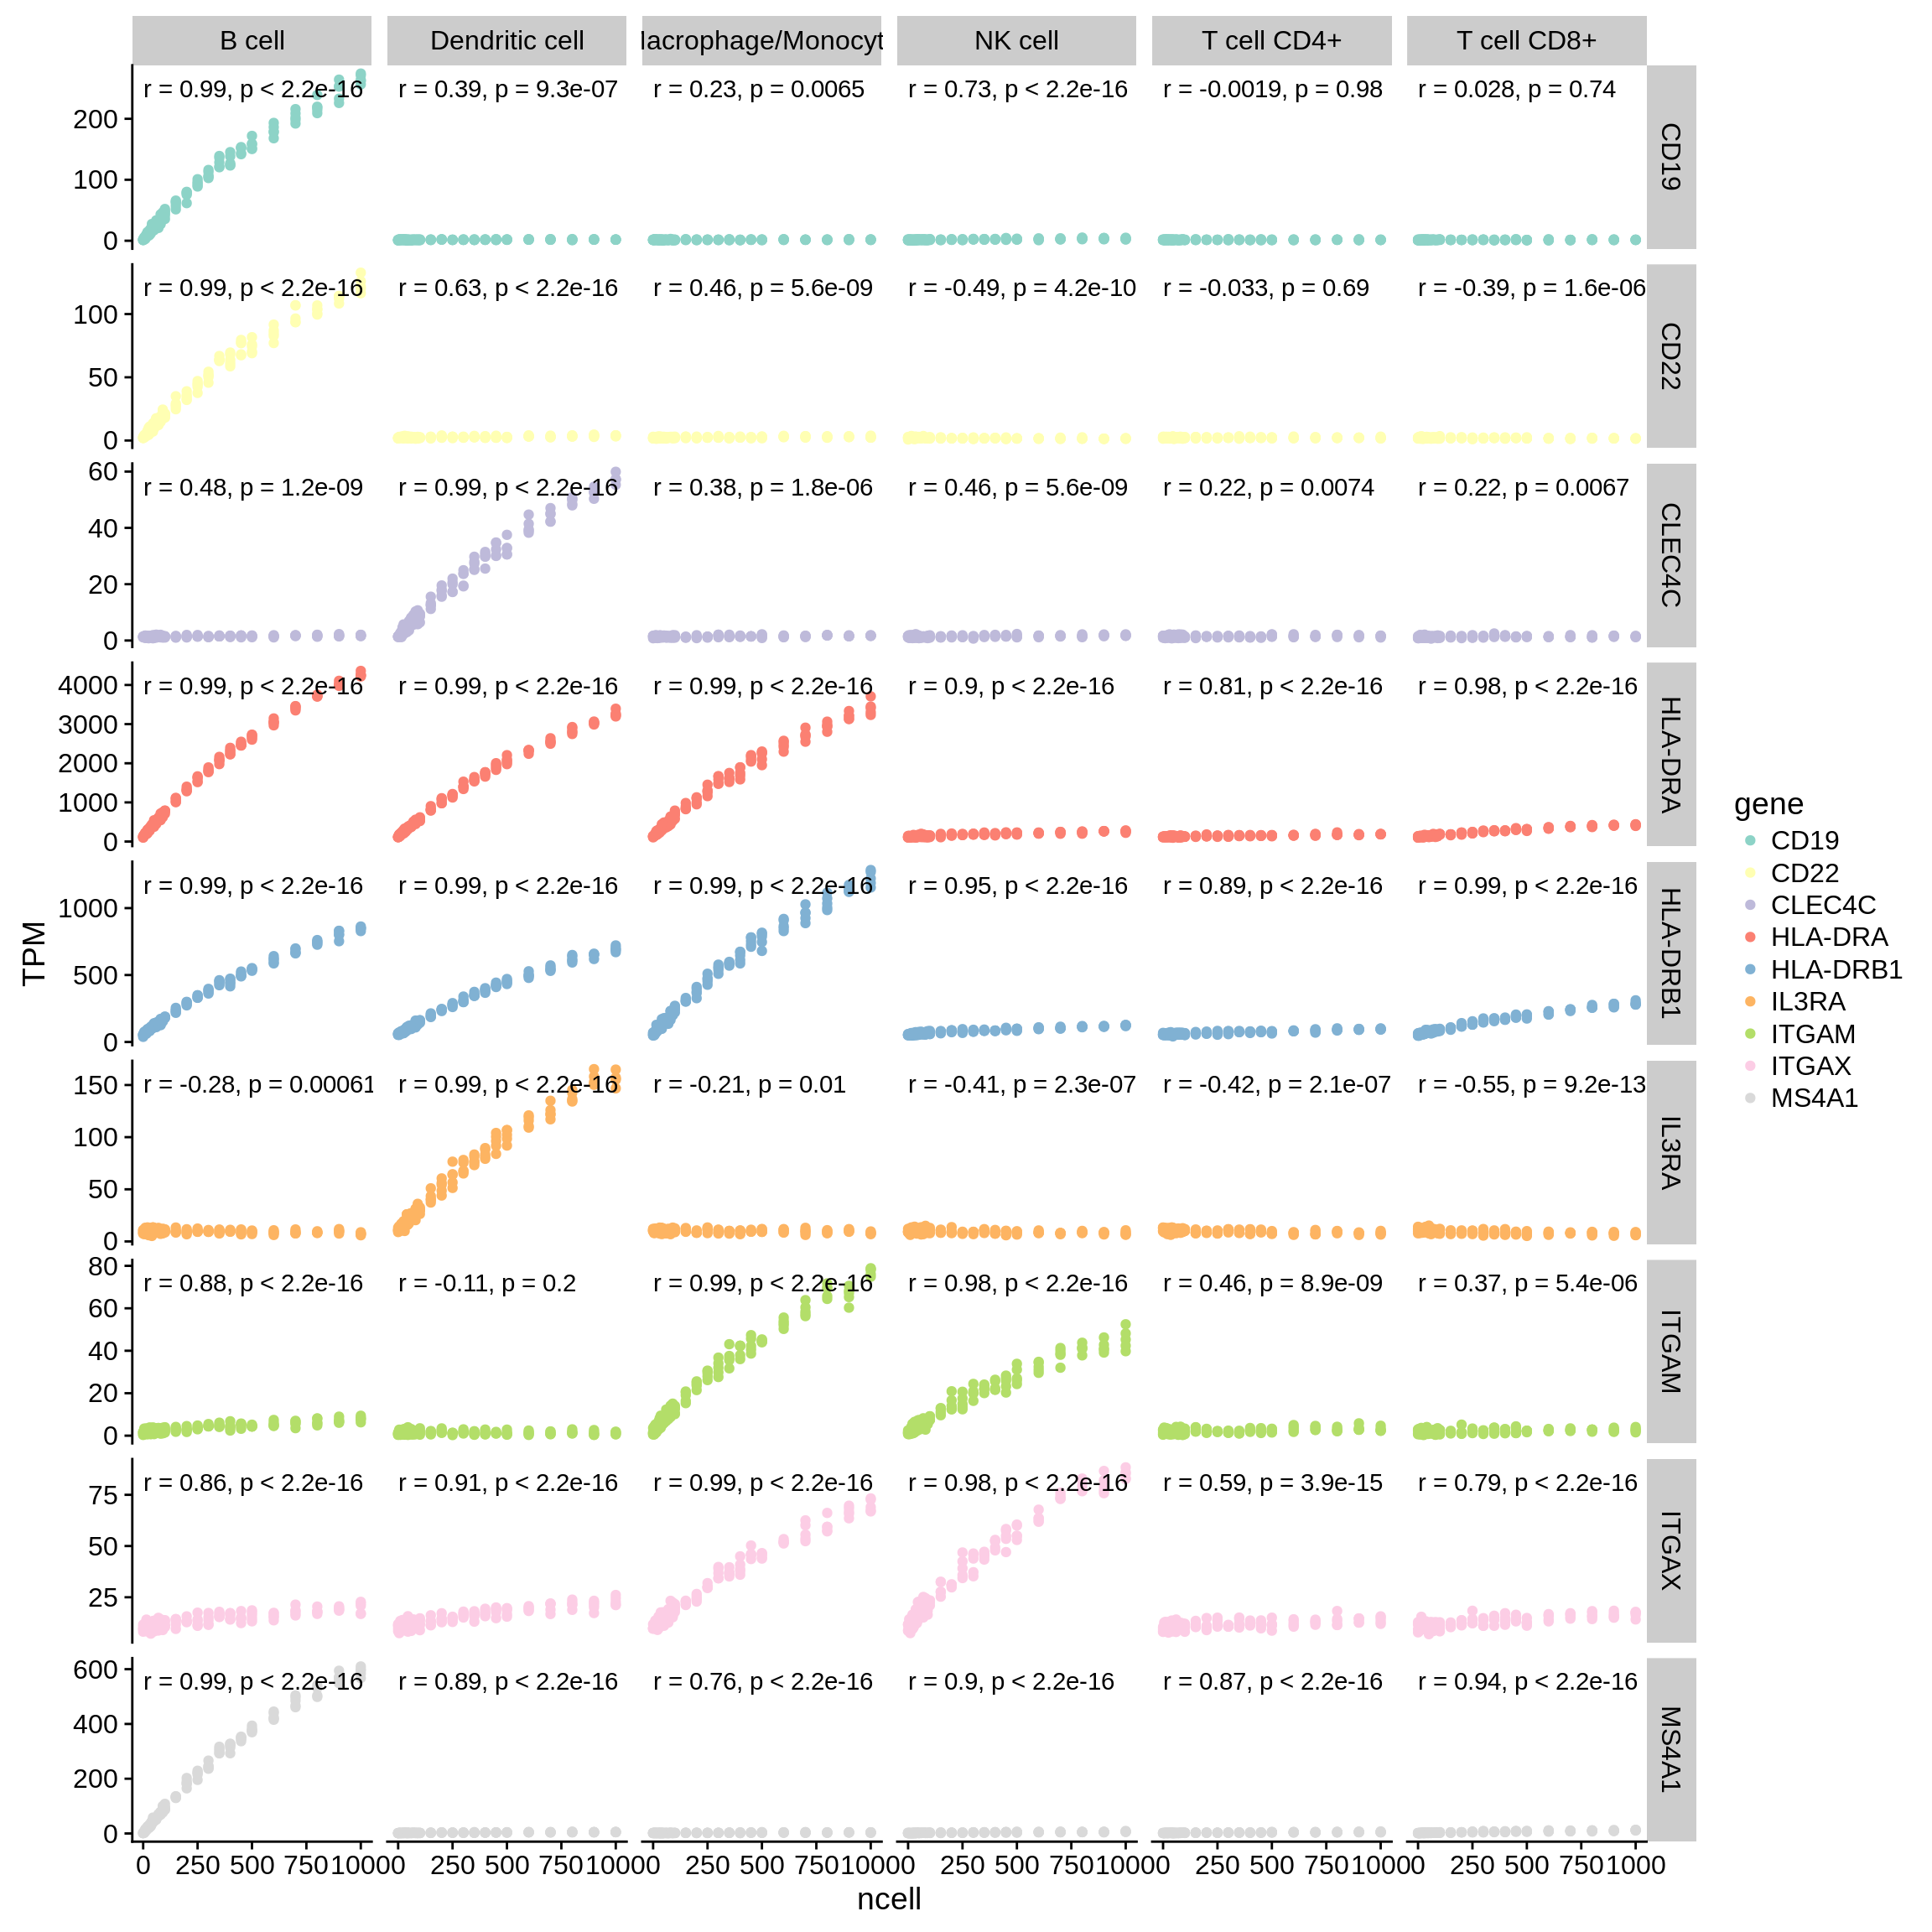 B cell
Dendritic cell
lacrophage/Monocyt
NK cell
T cell CD4+
T cell CD8+
r = 0.99, p < 2.2e-16
r = 0.39, p = 9.3e-07
r = 0.23, p = 0.0065
r = 0.73, p < 2.2e-16
r = -0.0019, p = 0.98
r = 0.028, p = 0.74
CD19
200
100
0
r = 0.99, p < 2.2e-16
r = 0.63, p < 2.2e-16
r = 0.46, p = 5.6e-09
r = -0.49, p = 4.2e-10
r = -0.033, p = 0.69
r = -0.39, p = 1.6e-06
CD22
100
50
0
r = 0.48, p = 1.2e-09
r = 0.99, p < 2.2e-16
r = 0.38, p = 1.8e-06
r = 0.46, p = 5.6e-09
r = 0.22, p = 0.0074
r = 0.22, p = 0.0067
CLEC4C
60
40
20
0
r = 0.99, p < 2.2e-16
r = 0.99, p < 2.2e-16
r = 0.99, p < 2.2e-16
r = 0.9, p < 2.2e-16
r = 0.81, p < 2.2e-16
r = 0.98, p < 2.2e-16
HLA-DRA
4000
3000
2000
1000
0
r = 0.99, p < 2.2e-16
r = 0.99, p < 2.2e-16
r = 0.99, p < 2.2e-16
r = 0.95, p < 2.2e-16
r = 0.89, p < 2.2e-16
r = 0.99, p < 2.2e-16
HLA-DRB1
1000
500
0
r = -0.28, p = 0.00061
r = 0.99, p < 2.2e-16
r = -0.21, p = 0.01
r = -0.41, p = 2.3e-07
r = -0.42, p = 2.1e-07
r = -0.55, p = 9.2e-13
IL3RA
150
100
50
0
r = 0.88, p < 2.2e-16
r = -0.11, p = 0.2
r = 0.99, p < 2.2e-16
r = 0.98, p < 2.2e-16
r = 0.46, p = 8.9e-09
r = 0.37, p = 5.4e-06
ITGAM
80
60
40
20
0
r = 0.86, p < 2.2e-16
r = 0.91, p < 2.2e-16
r = 0.99, p < 2.2e-16
r = 0.98, p < 2.2e-16
r = 0.59, p = 3.9e-15
r = 0.79, p < 2.2e-16
ITGAX
75
50
25
r = 0.99, p < 2.2e-16
r = 0.89, p < 2.2e-16
r = 0.76, p < 2.2e-16
r = 0.9, p < 2.2e-16
r = 0.87, p < 2.2e-16
r = 0.94, p < 2.2e-16
MS4A1
600
400
200
0
0 250 500 750 1000
0 250 500 750 1000
0 250 500 750 1000
0 250 500 750 1000
0 250 500 750 1000
0 250 500 750 1000
ncell
TPM
gene
CD19
CD22
CLEC4C
HLA-DRA
HLA-DRB1
IL3RA
ITGAM
ITGAX
MS4A1